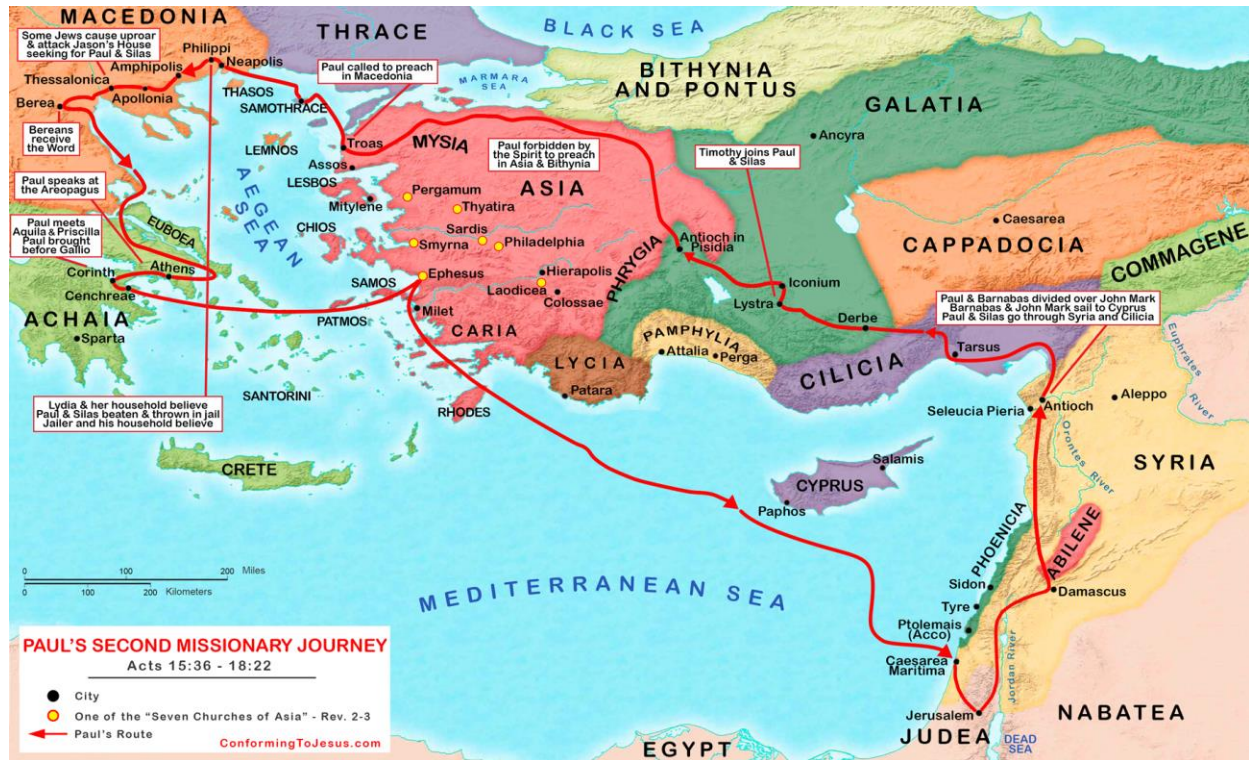 MACEDONIA
THRACE
BLACK SEA
Some Jews cause uproar
& attack Jason's House
seeking for Paul & Silas
Philippi
Neapolis
Amphipolis
Thessalonica
Apollonia
Berea
Paul called to preach
in Macedonia
MARMARA
SEA
BITHYNIA
AND PONTUS
GALATIA
THASOS
SAMOTHRACE
Ancyra
Bereans
receive
the Word
LEMNOS
Troas
MYSIA
Assos
Paul forbidden by
the Spirit to preach
in Asia & Bithynia
Timothy joins Paul
& Silas
Paul speaks at
the Areopagus
AEGEAN
SEA
LESBOS
Mitylene
Pergamum
Thyatira
ASIA
Paul meets
Aquila & Priscilla
Paul brought
before Gallio
EUBOEA
CHIOS
Sardis
Smyrna
Philadelphia
PHRYGIA
Antioch in
Pisidia
Caesarea
CAPPADOCIA
COMMAGENE
Corinth
Athens
Cenchreae
SAMOS
Ephesus
Hierapolis
Laodicea
Colossae
Iconium
Lystra
Derbe
Paul & Barnabas divided over John Mark
Barnabas & John Mark sail to Cyprus
Paul & Silas go through Syria and Cilicia
ACHAIA
Sparta
PATMOS
Milet
CARIA
PAMPHYLIA
Attalia
Perga
LYCIA
Patara
CILICIA
Tarsus
Euphrates
River
Lydia & her household believe
Paul & Silas beaten & thrown in jail
Jailer and his household believe
SANTORINI
RHODES
Seleucia Pieria
Antioch
Aleppo
Orontes
River
SYRIA
CRETE
CYPRUS
Salamis
Paphos
PHOENICIA
ABILENE
0
200
Miles
0
100
200
Kilometers
MEDITERRANEAN SEA
Sidon
Tyre
Ptolemais
(Acco)
Damascus
Caesarea
Maritima
Jordan River
Jerusalem
JUDEA
DEAD
SEA
NABATEA
EGYPT
PAUL'S SECOND MISSIONARY JOURNEY
Acts 15:36 - 18:22
City
One of the "Seven Churches of Asia" - Rev. 2-3
Paul's Route
ConformingToJesus.com